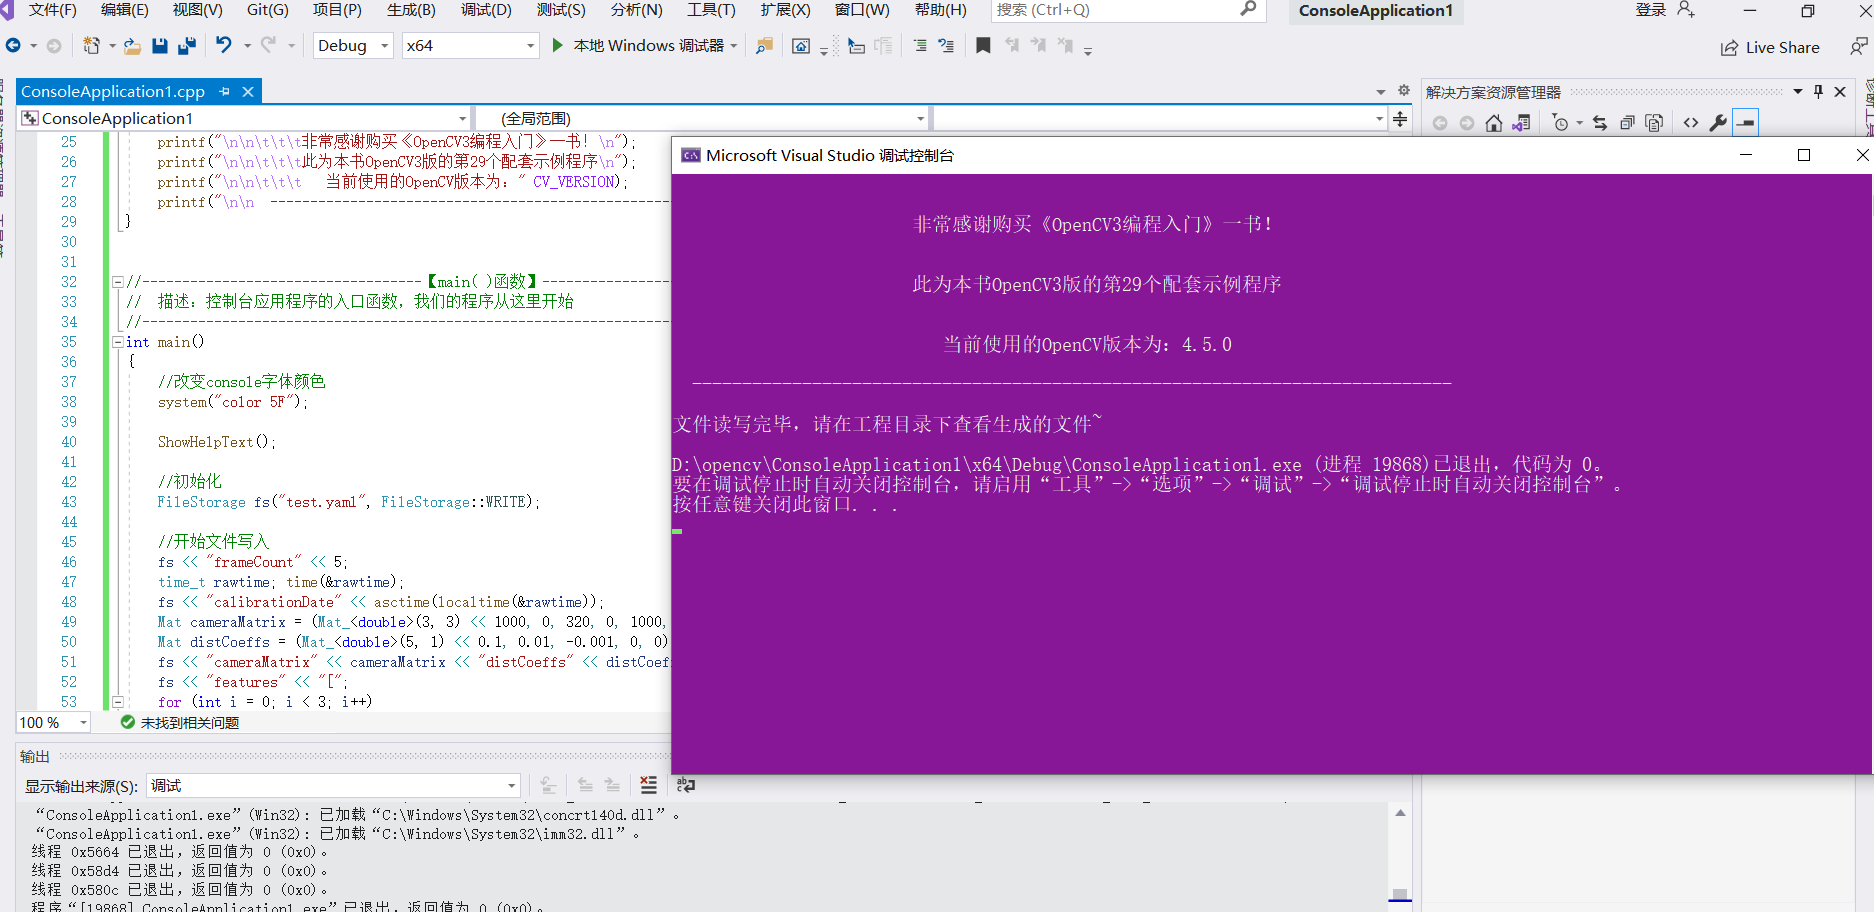 文件(F) 编辑(E) 视图(V) Git(G) 项目(P) 生成(B) 调试(D) 测试(S) 分析(N) 工具(T) 扩展(X) 窗口(W) 帮助(H) 搜索 (Ctrl+Q) ConsoleApplication1 登录
Debug x64 本地 Windows 调试器 Live Share
ConsoleApplication1.cpp
ConsoleApplication1 (全局范围)
25 printf("\n\n\t\t\t非常感谢购买《OpenCV3编程入门》一书！\n");
26 printf("\n\n\t\t\t此为本书OpenCV3版的第29个配套示例程序\n");
27 printf("\n\n\t\t\t   当前使用的OpenCV版本为：" CV_VERSION);
28 printf("\n\n  --------------------------------------------------
29 }
30
31
32 //-----------------------------------【main( )函数】----------------
33 //  描述：控制台应用程序的入口函数，我们的程序从这里开始
34 //------------------------------------------------------------------
35 int main()
36 {
37 //改变console字体颜色
38 system("color 5F");
39
40 ShowHelpText();
41
42 //初始化
43 FileStorage fs("test.yaml", FileStorage::WRITE);
44
45 //开始文件写入
46 fs << "frameCount" << 5;
47 time_t rawtime; time(&rawtime);
48 fs << "calibrationDate" << asctime(localtime(&rawtime));
49 Mat cameraMatrix = (Mat_<double>(3, 3) << 1000, 0, 320, 0, 1000,
50 Mat distCoeffs = (Mat_<double>(5, 1) << 0.1, 0.01, -0.001, 0, 0)
51 fs << "cameraMatrix" << cameraMatrix << "distCoeffs" << distCoef
52 fs << "features" << "[";
53 for (int i = 0; i < 3; i++)
100 % 未找到相关问题
输出
显示输出来源(S): 调试
“ConsoleApplication1.exe”(Win32): 已加载“C:\Windows\System32\concrt140d.dll”。
“ConsoleApplication1.exe”(Win32): 已加载“C:\Windows\System32\imm32.dll”。
线程 0x5664 已退出，返回值为 0 (0x0)。
线程 0x58d4 已退出，返回值为 0 (0x0)。
线程 0x580c 已退出，返回值为 0 (0x0)。
程序“[19868] ConsoleApplication1.exe”已退出，返回值为 0 (0x0)。
解决方案资源管理器
Microsoft Visual Studio 调试控制台
非常感谢购买《OpenCV3编程入门》一书！
此为本书OpenCV3版的第29个配套示例程序
当前使用的OpenCV版本为：4.5.0
----------------------------------------------------------------------------
文件读写完毕，请在工程目录下查看生成的文件~
D:\opencv\ConsoleApplication1\x64\Debug\ConsoleApplication1.exe (进程 19868)已退出，代码为 0。
要在调试停止时自动关闭控制台，请启用“工具”->“选项”->“调试”->“调试停止时自动关闭控制台”。
按任意键关闭此窗口. . .